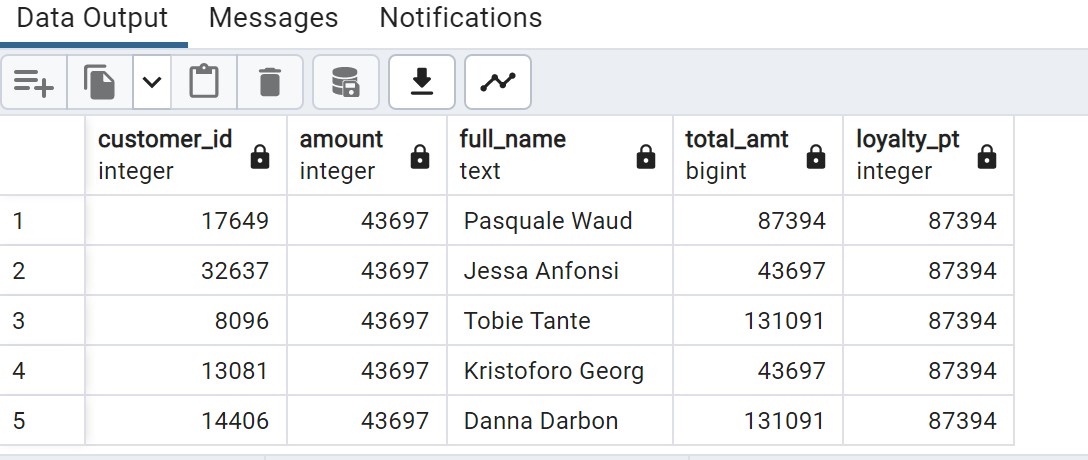 Data Output Messages Notifications
customer_id amount full_name total_amt loyalty_pt
integer integer text bigint integer
1 17649 43697 Pasquale Waud 87394 87394
2 32637 43697 Jessa Anfonsi 43697 87394
3 8096 43697 Tobie Tante 131091 87394
4 13081 43697 Kristoforo Georg 43697 87394
5 14406 43697 Danna Darbon 131091 87394